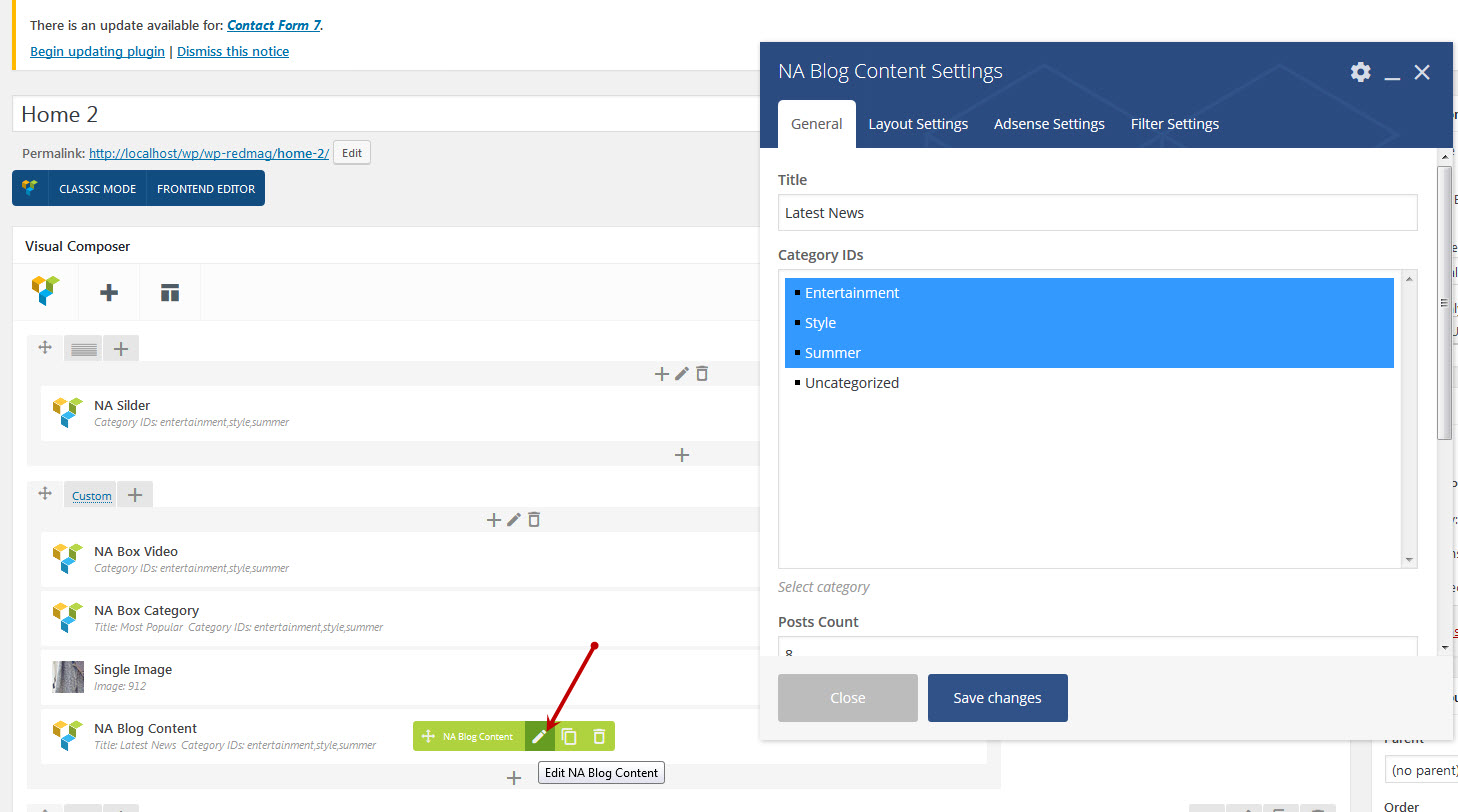 There is an update available for: Contact Form 7.
Begin updating plugin | Dismiss this notice
Home 2
Permalink: http://localhost/wp/wp-redmag/home-2/ Edit
CLASSIC MODE FRONTEND EDITOR
Visual Composer
NA Silder
Category IDs: entertainment,style,summer
Custom
NA Box Video
Category IDs: entertainment,style,summer
NA Box Category
Title: Most Popular Category IDs: entertainment,style,summer
Single Image
Image: 912
NA Blog Content
Title: Latest News Category IDs: entertainment,style,summer
NA Blog Content
Edit NA Blog Content
NA Blog Content Settings
General Layout Settings Adsense Settings Filter Settings
Title
Latest News
Category IDs
Entertainment
Style
Summer
Uncategorized
Select category
Posts Count
8
Close Save changes
Parent
(no parent)
Order